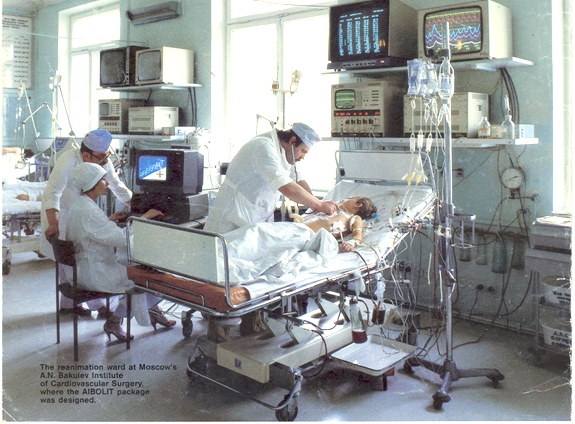 The reanimation ward at Moscow's
A.N. Bakulev Institute
of Cardiovascular Surgery,
where the AIBOLIT package
was designed.